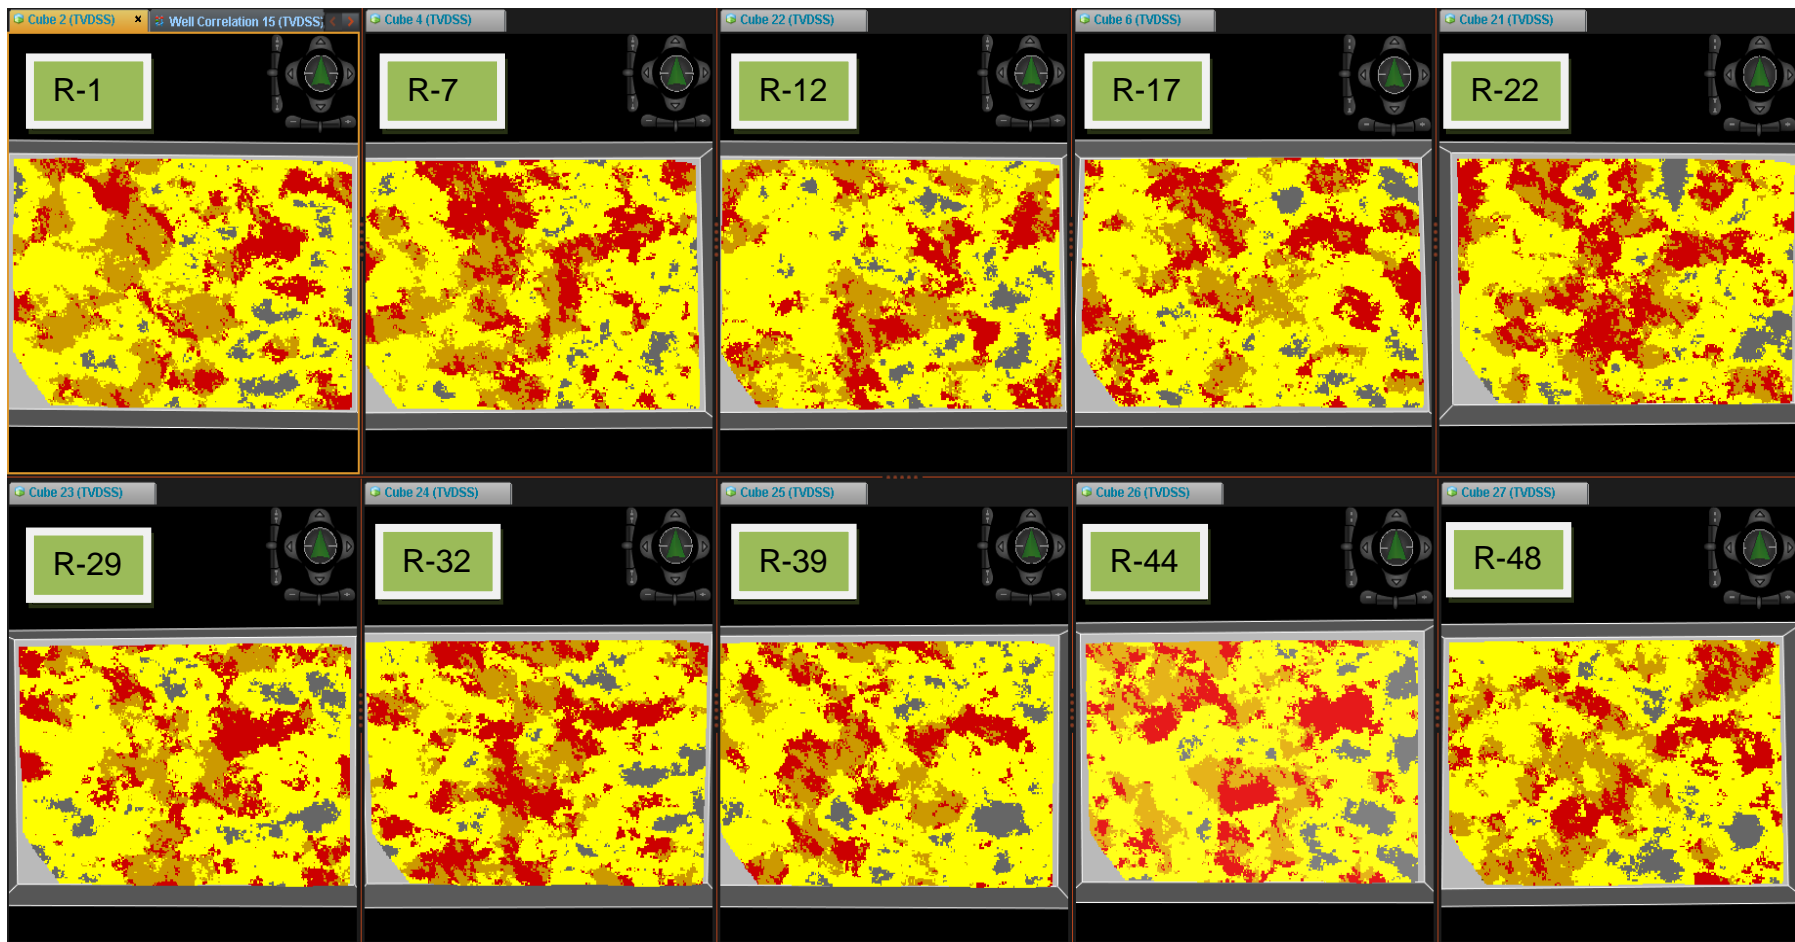 Cube 2 (TVDSS) × Well Correlation 15 (TVDSS) Cube 4 (TVDSS) Cube 22 (TVDSS) Cube 6 (TVDSS) Cube 21 (TVDSS)
R-1 R-7 R-12 R-17 R-22
Cube 23 (TVDSS) Cube 24 (TVDSS) Cube 25 (TVDSS) Cube 26 (TVDSS) Cube 27 (TVDSS)
R-29 R-32 R-39 R-44 R-48